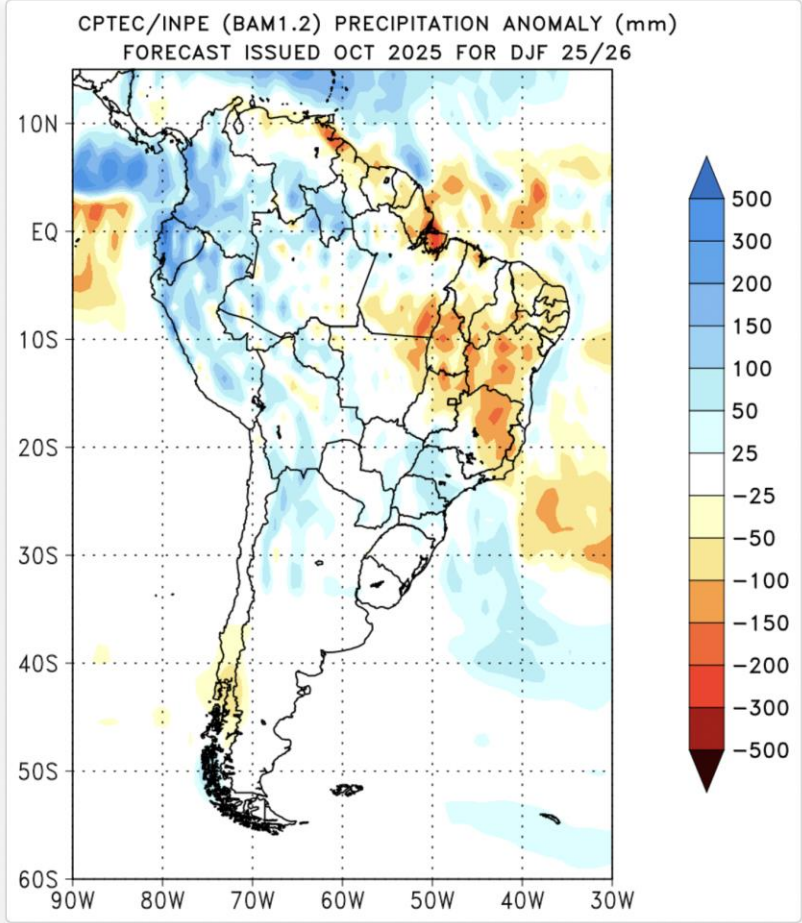 CPTEC/INPE (BAM1.2) PRECIPITATION ANOMALY (mm)
FORECAST ISSUED OCT 2025 FOR DJF 25/26
10N
EQ
10S
20S
30S
40S
50S
60S
90W 80W 70W 60W 50W 40W 30W
500
300
200
150
100
50
25
−25
−50
−100
−150
−200
−300
−500